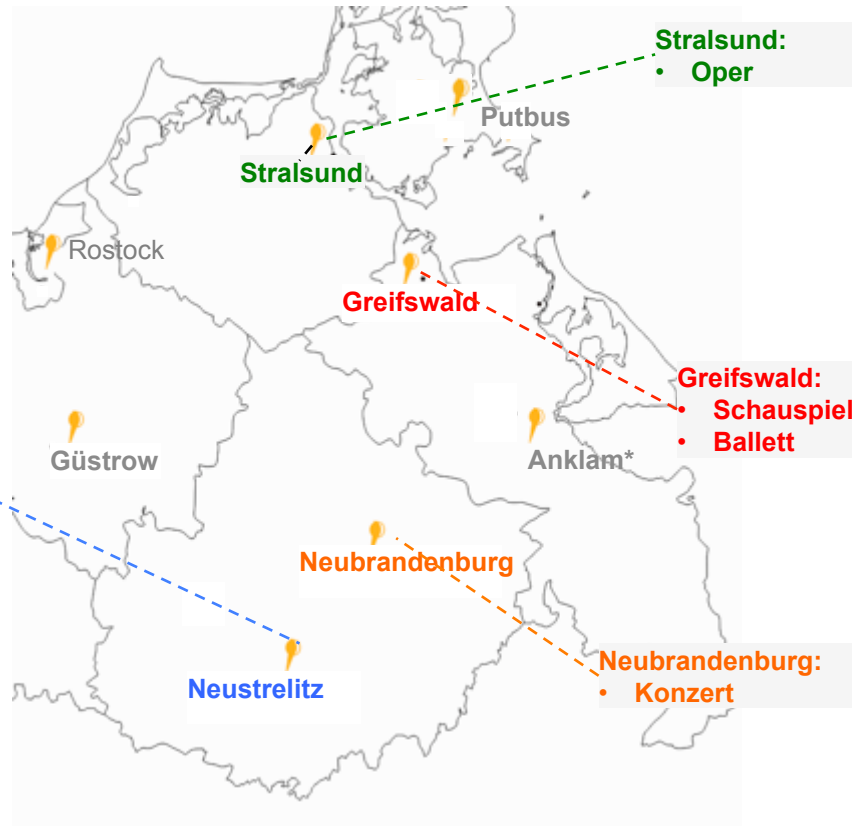 Stralsund:
• Oper
Putbus
Stralsund
Rostock
Greifswald
Greifswald:
• Schauspiel
• Ballett
Güstrow
Anklam*
Neubrandenburg
Neubrandenburg:
• Konzert
Neustrelitz